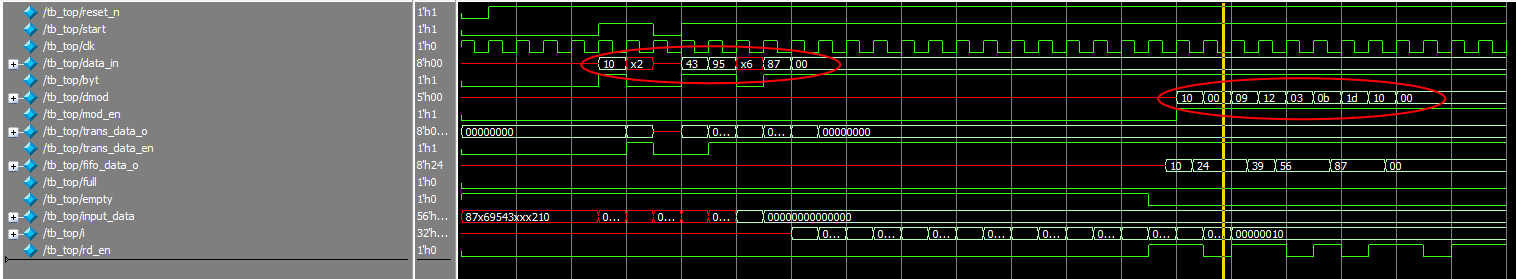 /tb_top/reset_n 1'h1
/tb_top/start 1'h1
/tb_top/clk 1'h0
/tb_top/data_in 8'h00 10 x2 43 95 x6 87 00
/tb_top/byt 1'h1
/tb_top/dmod 5'h00 10 00 09 12 03 0b 1d 10 00
/tb_top/mod_en 1'h1
/tb_top/trans_data_o 8'b0... 00000000 0... 0... 00000000
/tb_top/trans_data_en 1'h1
/tb_top/fifo_data_o 8'h24 10 24 39 56 87 00
/tb_top/full 1'h0
/tb_top/empty 1'h0
/tb_top/input_data 56'h... 87x69543xxx210 0... 0... 0... 00000000000000
/tb_top/i 32'h... 0... 0... 0... 0... 0... 0... 0... 0... 00000010
/tb_top/rd_en 1'h0